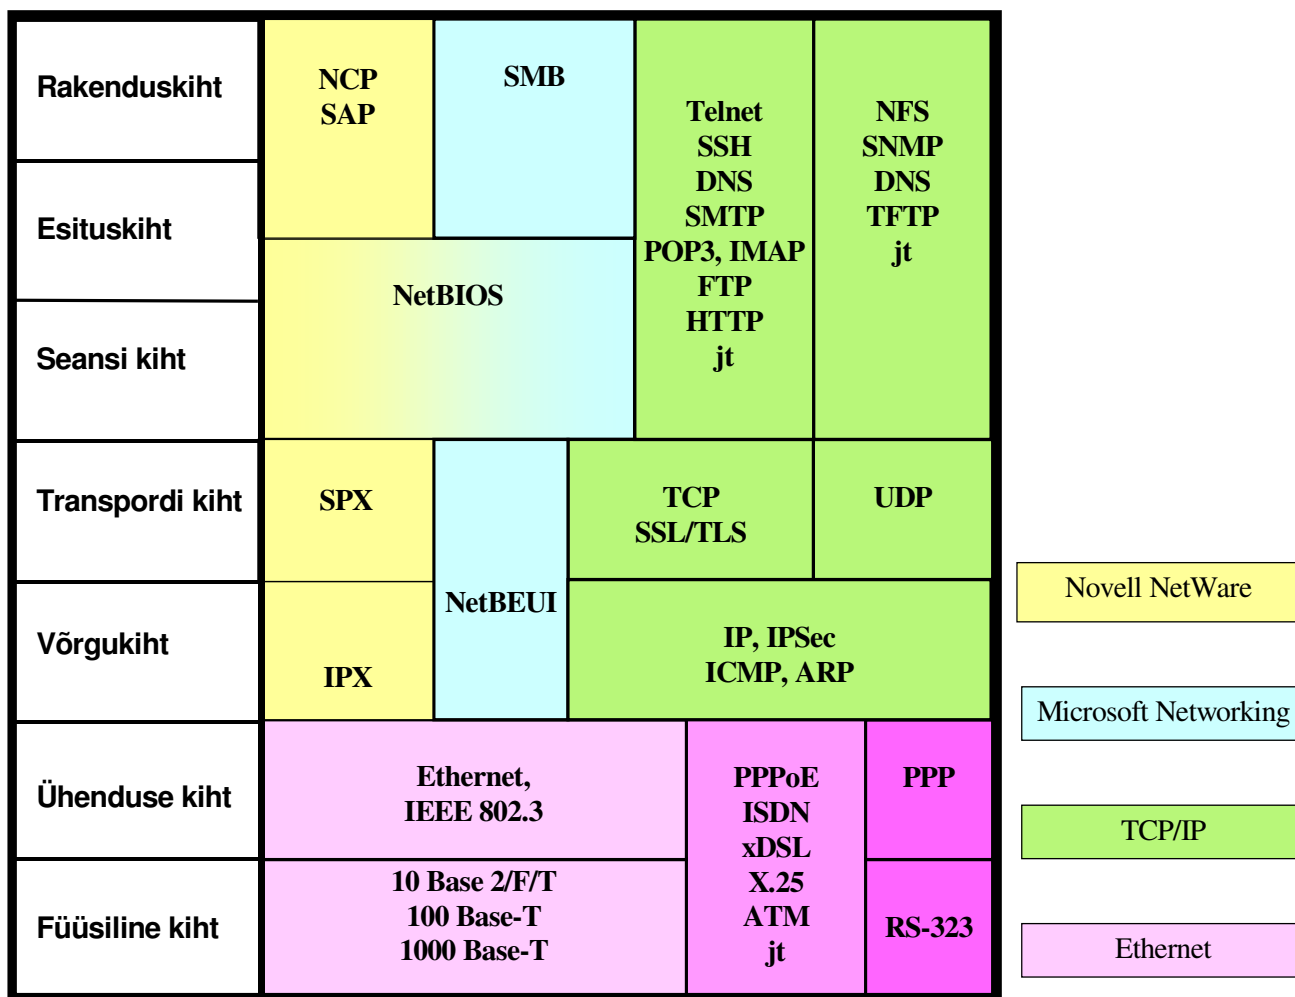 Rakenduskiht
NCP
SAP
SMB
Telnet
SSH
DNS
SMTP
POP3, IMAP
FTP
HTTP
jt
NFS
SNMP
DNS
TFTP
jt
Esituskiht
NetBIOS
Seansi kiht
Transpordi kiht
SPX
TCP
SSL/TLS
UDP
NetBEUI
Võrgukiht
IPX
IP, IPSec
ICMP, ARP
Ühenduse kiht
Ethernet,
IEEE 802.3
PPPoE
ISDN
xDSL
X.25
ATM
jt
PPP
Füüsiline kiht
10 Base 2/F/T
100 Base-T
1000 Base-T
RS-323
Novell NetWare
Microsoft Networking
TCP/IP
Ethernet